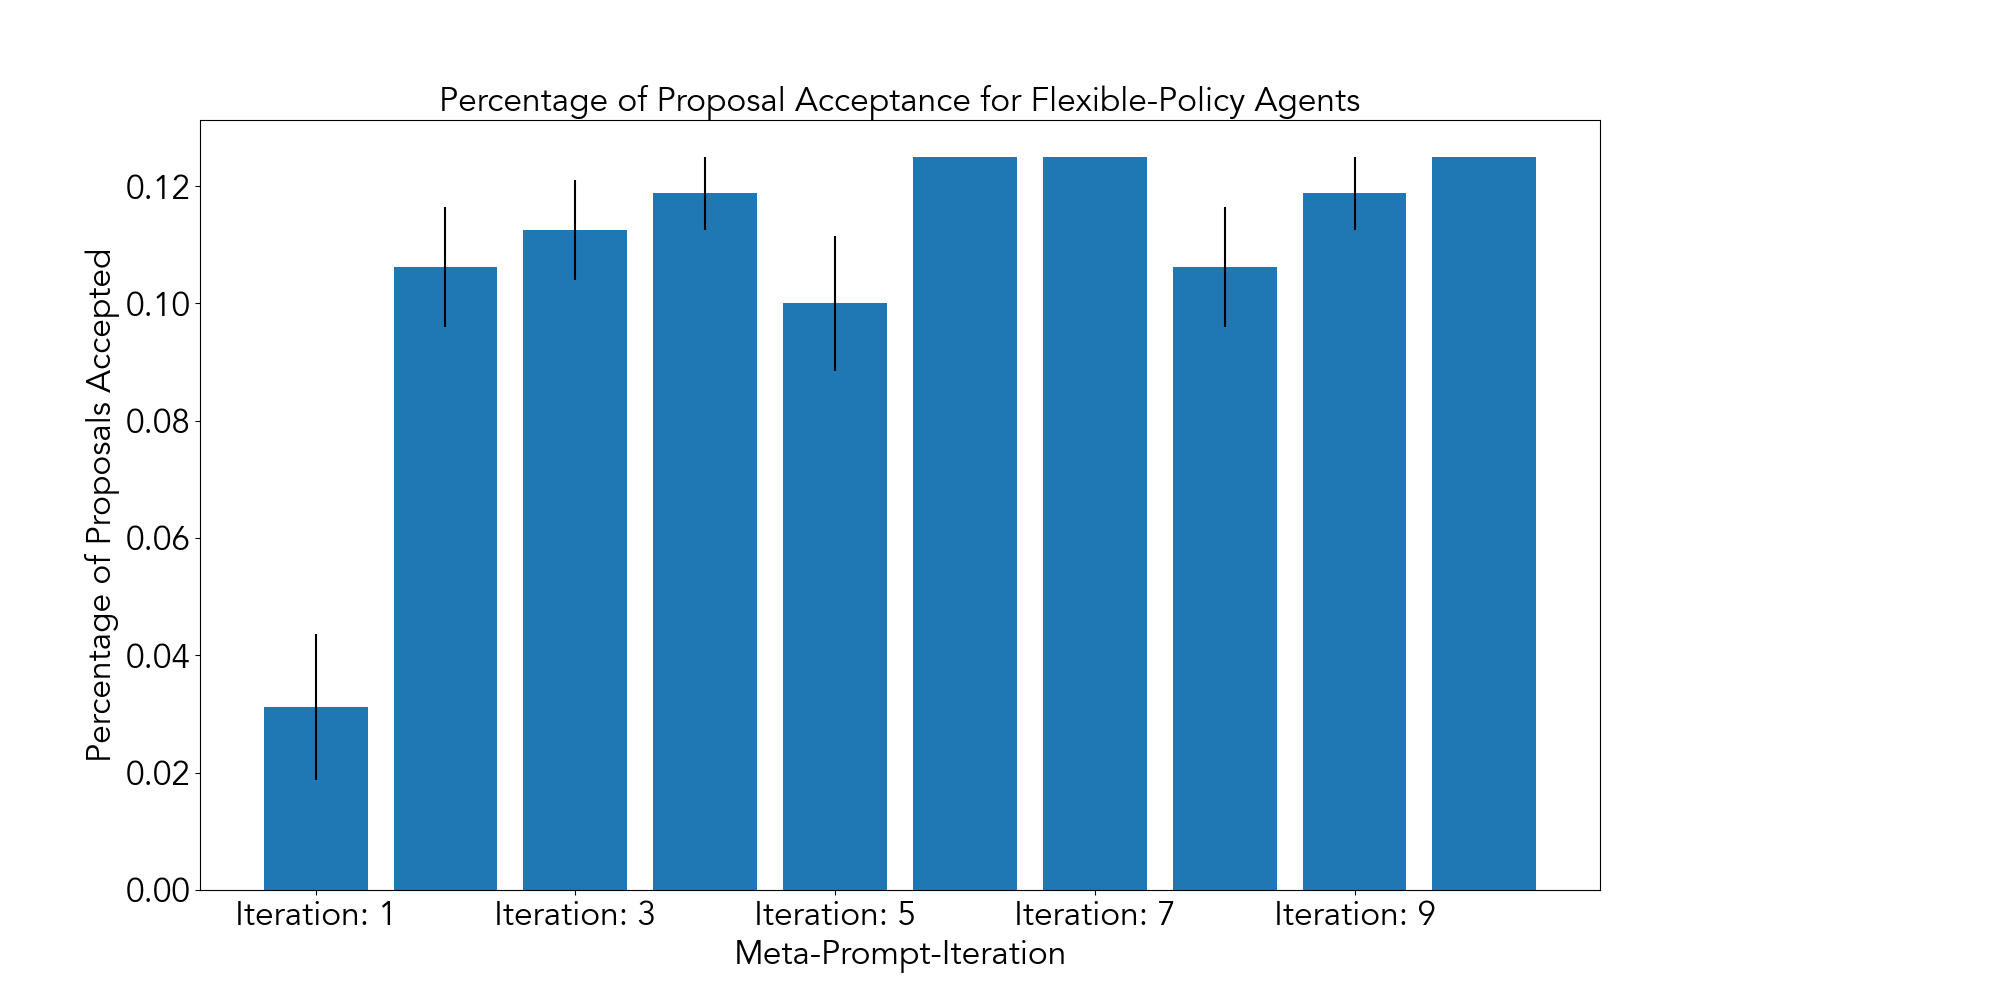 Percentage of Proposal Acceptance for Flexible-Policy Agents
Percentage of Proposals Accepted
0.12
0.10
0.08
0.06
0.04
0.02
0.00
Iteration: 1 Iteration: 3 Iteration: 5 Iteration: 7 Iteration: 9
Meta-Prompt-Iteration